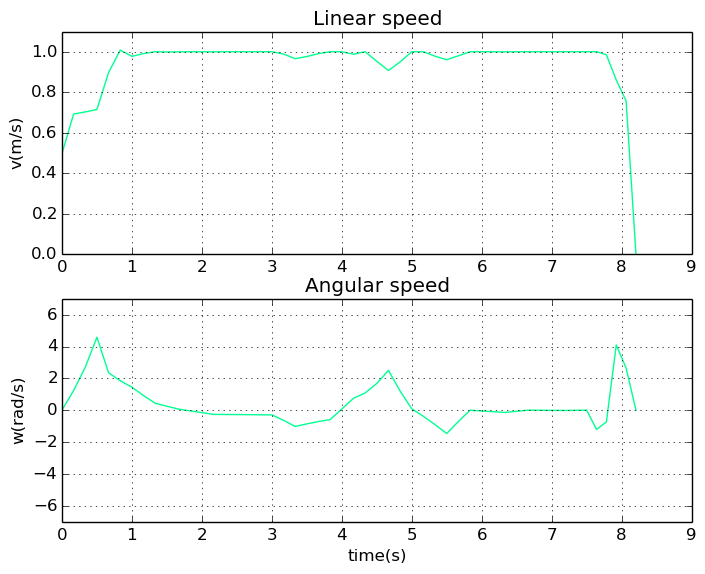 Linear speed
v(m/s)
1.0
0.8
0.6
0.4
0.2
0.0
0 1 2 3 4 5 6 7 8 9
Angular speed
w(rad/s)
6
4
2
0
−2
−4
−6
0 1 2 3 4 5 6 7 8 9
time(s)